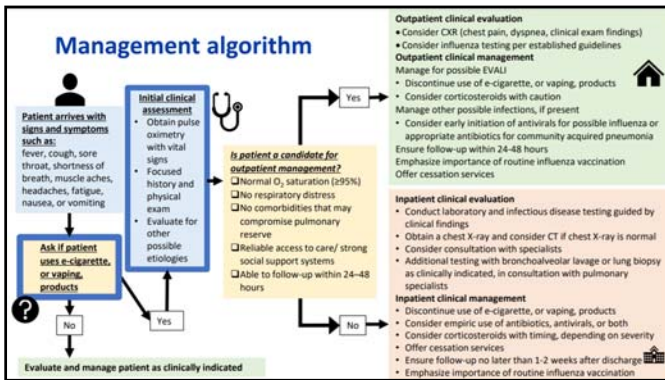 Management algorithm
Patient arrives with
signs and symptoms
such as:
fever, cough, sore
throat, shortness of
breath, muscle aches,
headaches, fatigue,
nausea, or vomiting
Ask if patient
uses e-cigarette,
or vaping,
products
No
Yes
Evaluate and manage patient as clinically indicated
Initial clinical
assessment
• Obtain pulse
oximetry with
vital signs
• Focused
history and
physical
exam
• Evaluate for
other
possible
etiologies
Is patient a candidate for
outpatient management?
❑Normal O₂ saturation (≥95%)
❑No respiratory distress
❑No comorbidities that may
compromise pulmonary
reserve
❑Reliable access to care/ strong
social support systems
❑Able to follow-up within 24–48
hours
Yes
No
Outpatient clinical evaluation
• Consider CXR (chest pain, dyspnea, clinical exam findings)
• Consider influenza testing per established guidelines
Outpatient clinical management
Manage for possible EVALI
• Discontinue use of e-cigarette, or vaping, products
• Consider corticosteroids with caution
Manage other possible infections, if present
• Consider early initiation of antivirals for possible influenza or
appropriate antibiotics for community acquired pneumonia
Ensure follow-up within 24-48 hours
Emphasize importance of routine influenza vaccination
Offer cessation services
Inpatient clinical evaluation
• Conduct laboratory and infectious disease testing guided by
clinical findings
• Obtain a chest X-ray and consider CT if chest X-ray is normal
• Consider consultation with specialists
• Additional testing with bronchoalveolar lavage or lung biopsy
as clinically indicated, in consultation with pulmonary
specialists
Inpatient clinical management
• Discontinue use of e-cigarette, or vaping, products
• Consider empiric use of antibiotics, antivirals, or both
• Consider corticosteroids with timing, depending on severity
• Offer cessation services
• Ensure follow-up no later than 1-2 weeks after discharge
• Emphasize importance of routine influenza vaccination